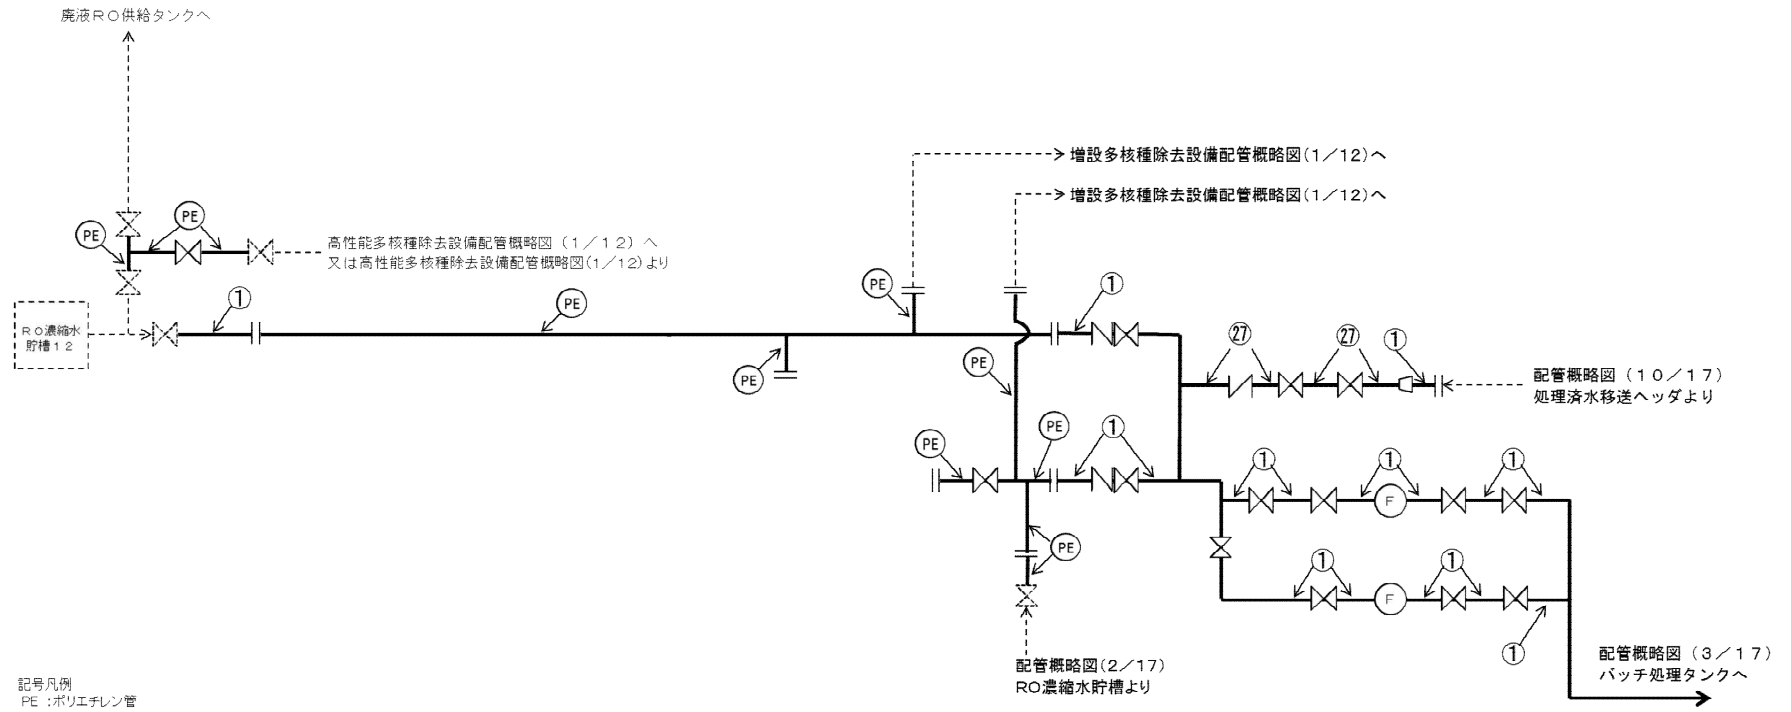 廃液RO供給タンクへ
増設多核種除去設備配管概略図(1/12)へ
増設多核種除去設備配管概略図(1/12)へ
PE
PE
高性能多核種除去設備配管概略図(1/12)へ
又は高性能多核種除去設備配管概略図(1/12)より
PE
①
PE
①
RO濃縮水
貯槽12
㉗
㉗
①
PE
PE
配管概略図(10/17)
処理済水移送ヘッダより
PE
PE
①
①
①
①
F
PE
①
①
F
①
配管概略図(2/17)
RO濃縮水貯槽より
配管概略図(3/17)
バッチ処理タンクへ
記号凡例
PE:ポリエチレン管